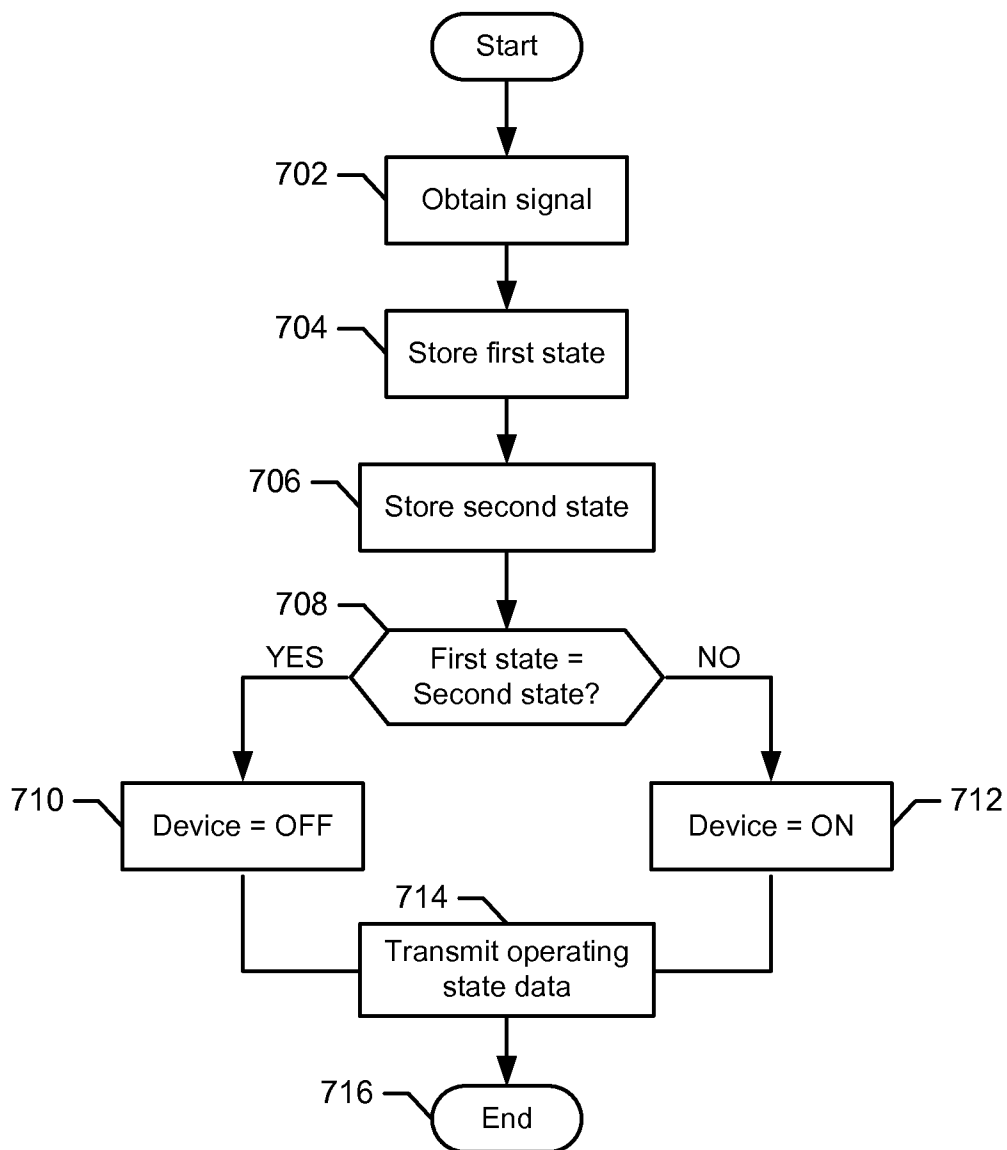 Start
702
Obtain signal
704
Store first state
706
Store second state
708
First state =
Second state?
YES
NO
710
Device = OFF
Device = ON
712
714
Transmit operating
state data
716
End